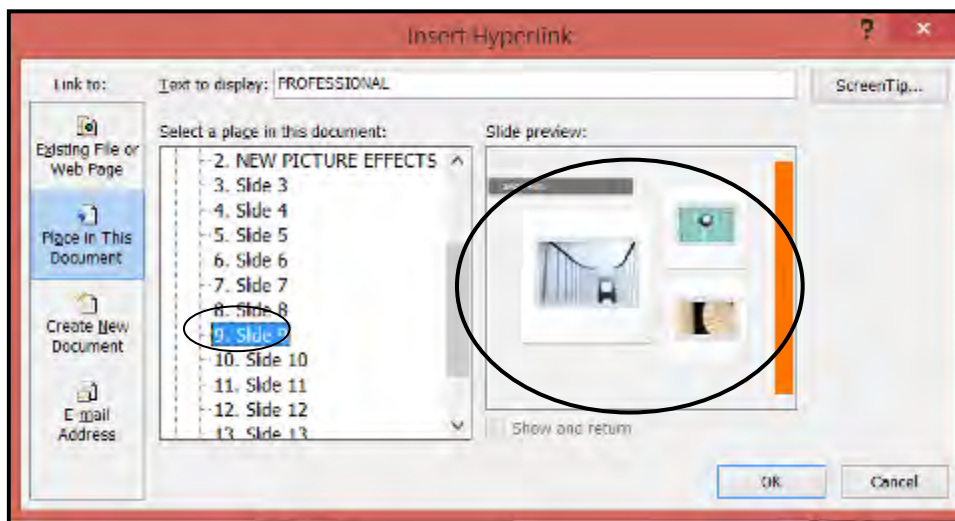 Insert Hyperlink
? ×
Link to:
Text to display: PROFESSIONAL
ScreenTip...
Existing File or
Web Page
Place in This
Document
Create New
Document
E-mail
Address
Select a place in this document:
2. NEW PICTURE EFFECTS
3. Slide 3
4. Slide 4
5. Slide 5
6. Slide 6
7. Slide 7
8. Slide 8
9. Slide 9
10. Slide 10
11. Slide 11
12. Slide 12
13. Slide 13
Slide preview:
Show and return
OK
Cancel